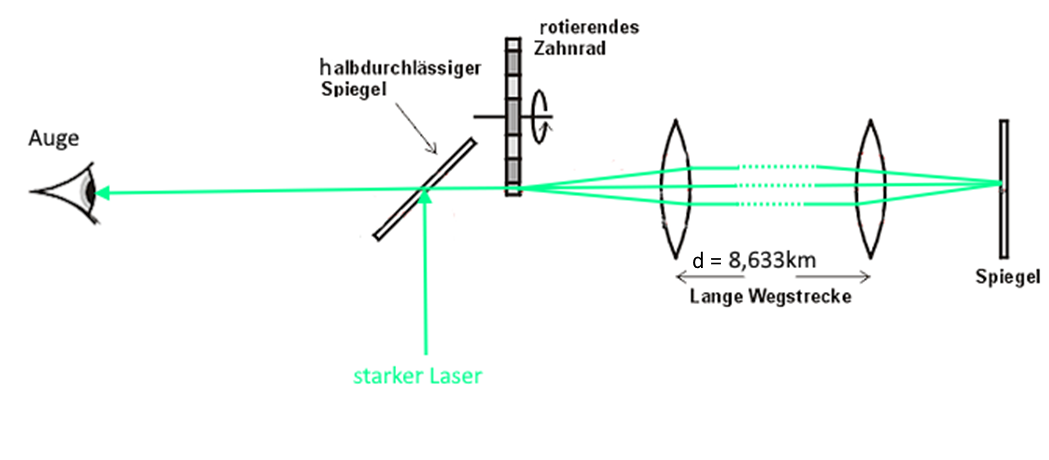 rotierendes
Zahnrad
halbdurchlässiger
Spiegel
Auge
d = 8,633km
Lange Wegstrecke
Spiegel
starker Laser